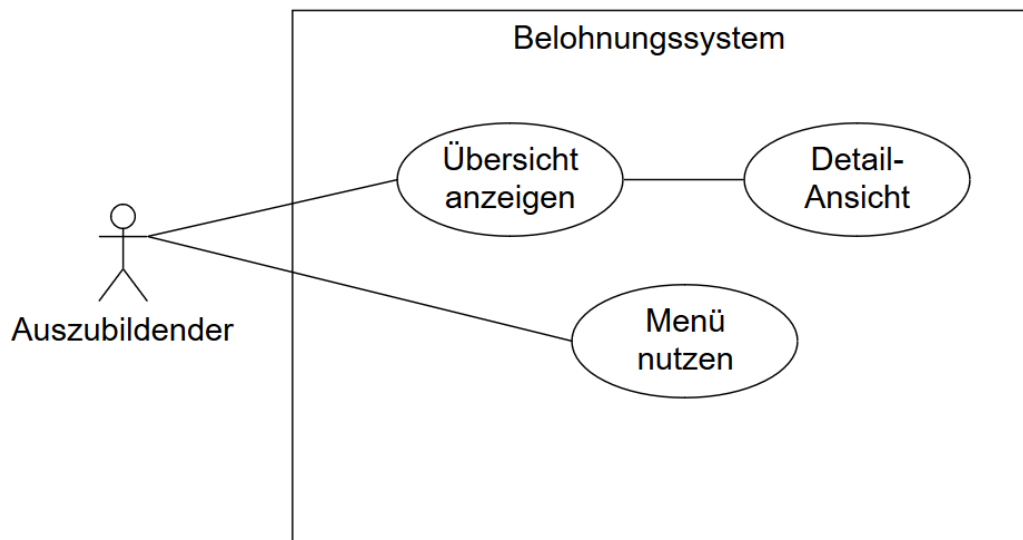 Belohnungssystem
Übersicht
anzeigen
Detail-
Ansicht
Auszubildender
Menü
nutzen